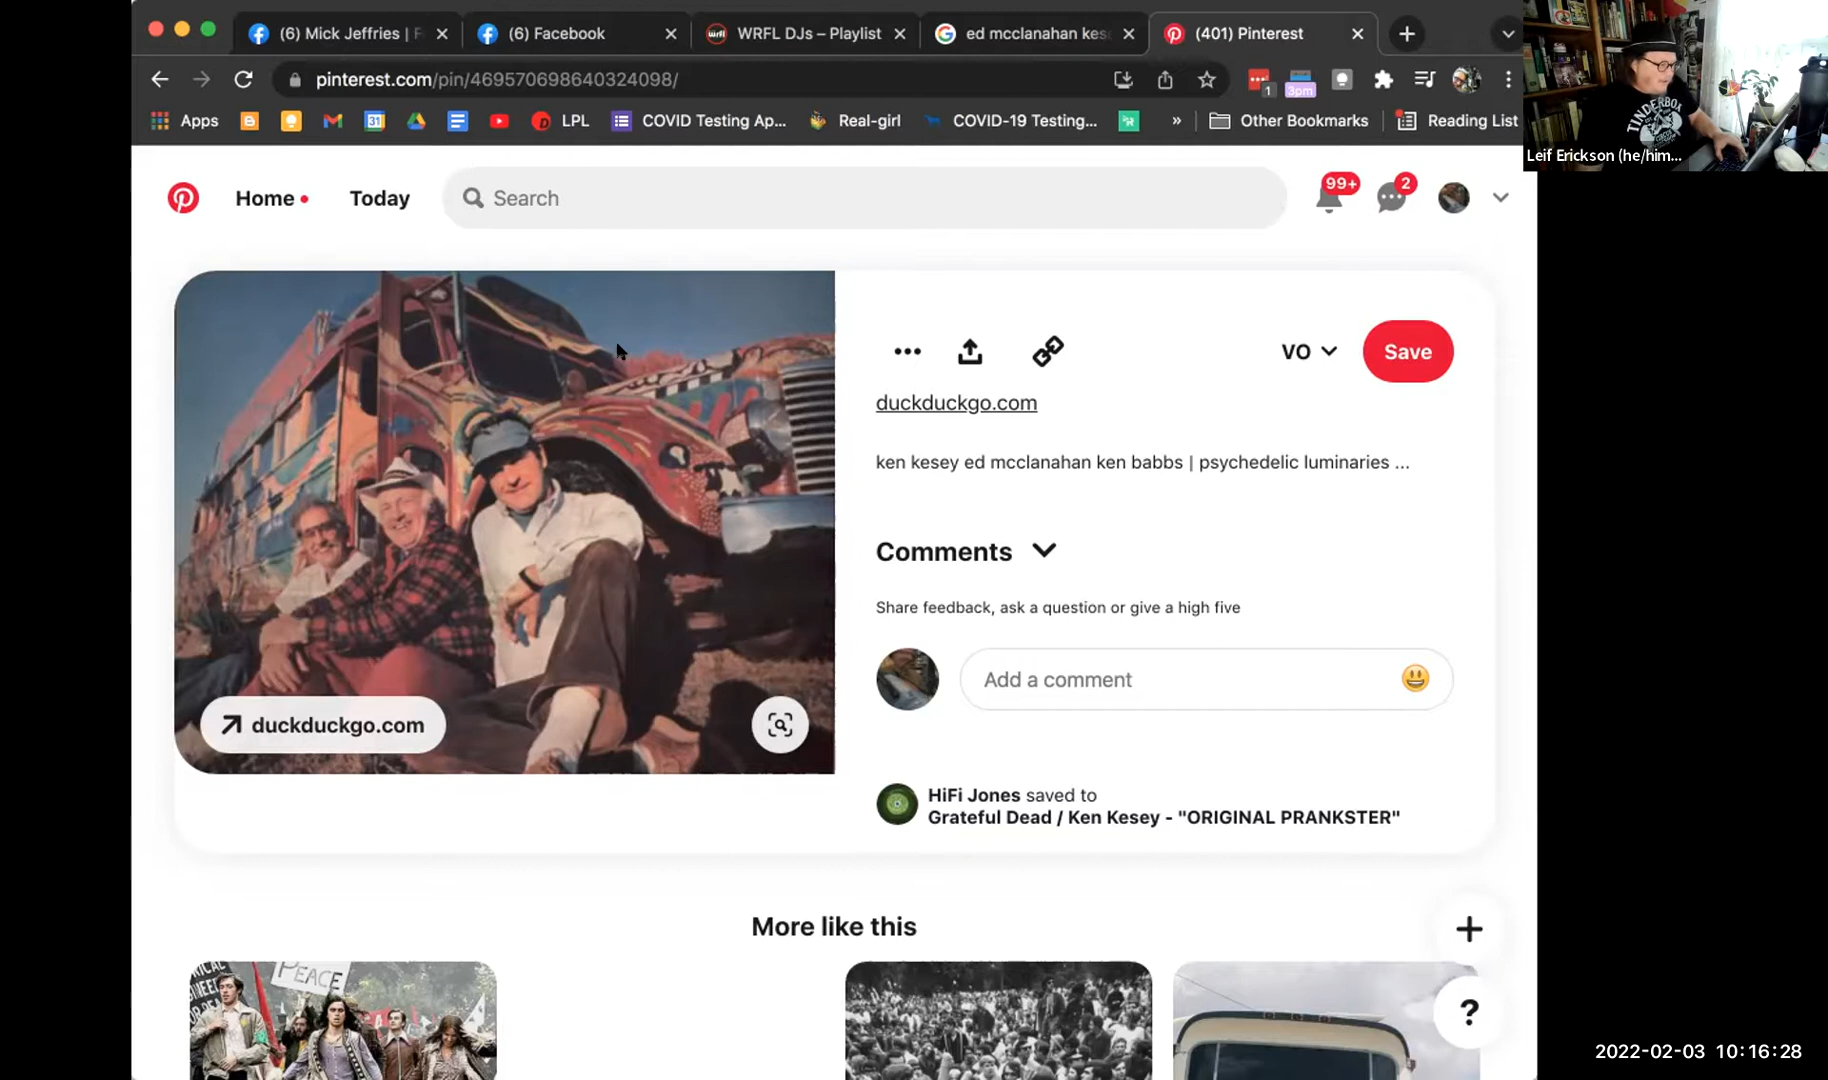 (6) Mick Jeffries | F
(6) Facebook
WRFL DJs – Playlist
ed mcclanahan kes
(401) Pinterest
pinterest.com/pin/469570698640324098/
1
3pm
Apps
31
LPL
COVID Testing Ap...
Real-girl
COVID-19 Testing...
»
Other Bookmarks
Reading List
TINDERBOX
Leif Erickson (he/him...
Home
Today
Search
99+
2
duckduckgo.com
VO
Save
duckduckgo.com
ken kesey ed mcclanahan ken babbs | psychedelic luminaries ...
Comments
Share feedback, ask a question or give a high five
Add a comment
HiFi Jones saved to
Grateful Dead / Ken Kesey - "ORIGINAL PRANKSTER"
More like this
PEACE
?
2022-02-03 10:16:28